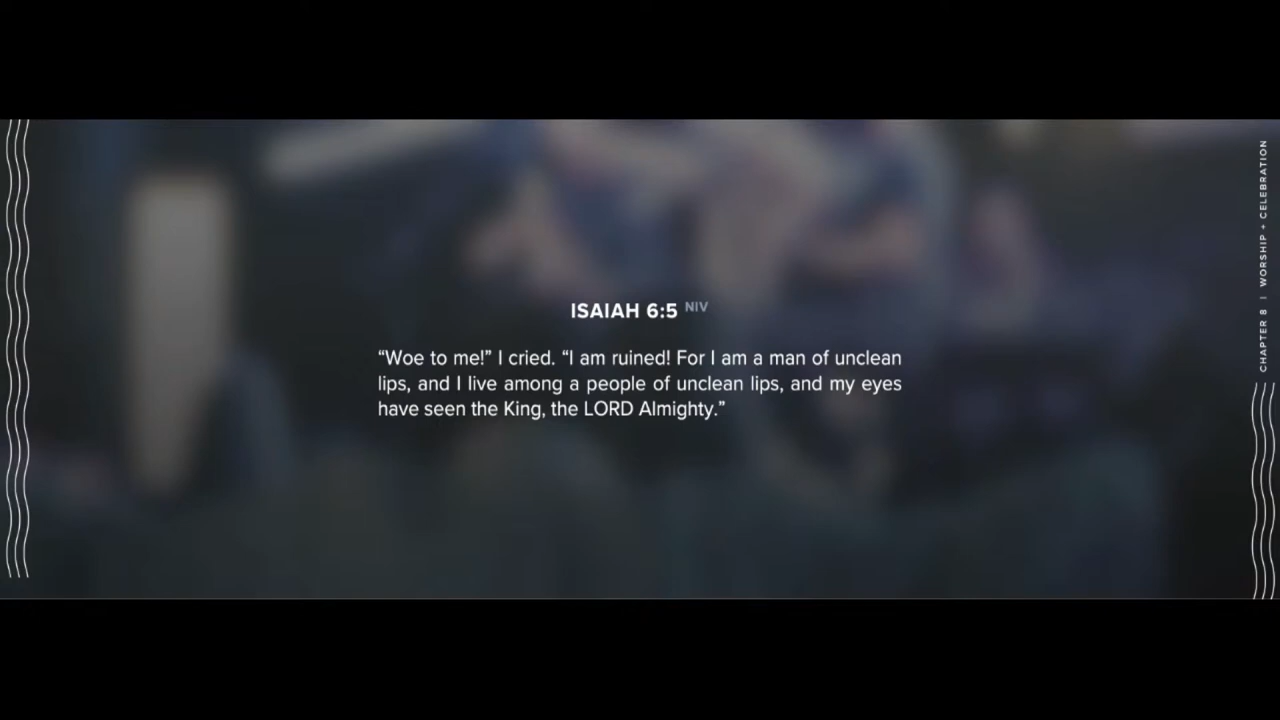 ISAIAH 6:5 NIV
“Woe to me!” I cried. “I am ruined! For I am a man of unclean
lips, and I live among a people of unclean lips, and my eyes
have seen the King, the LORD Almighty.”
CHAPTER 8 | WORSHIP + CELEBRATION